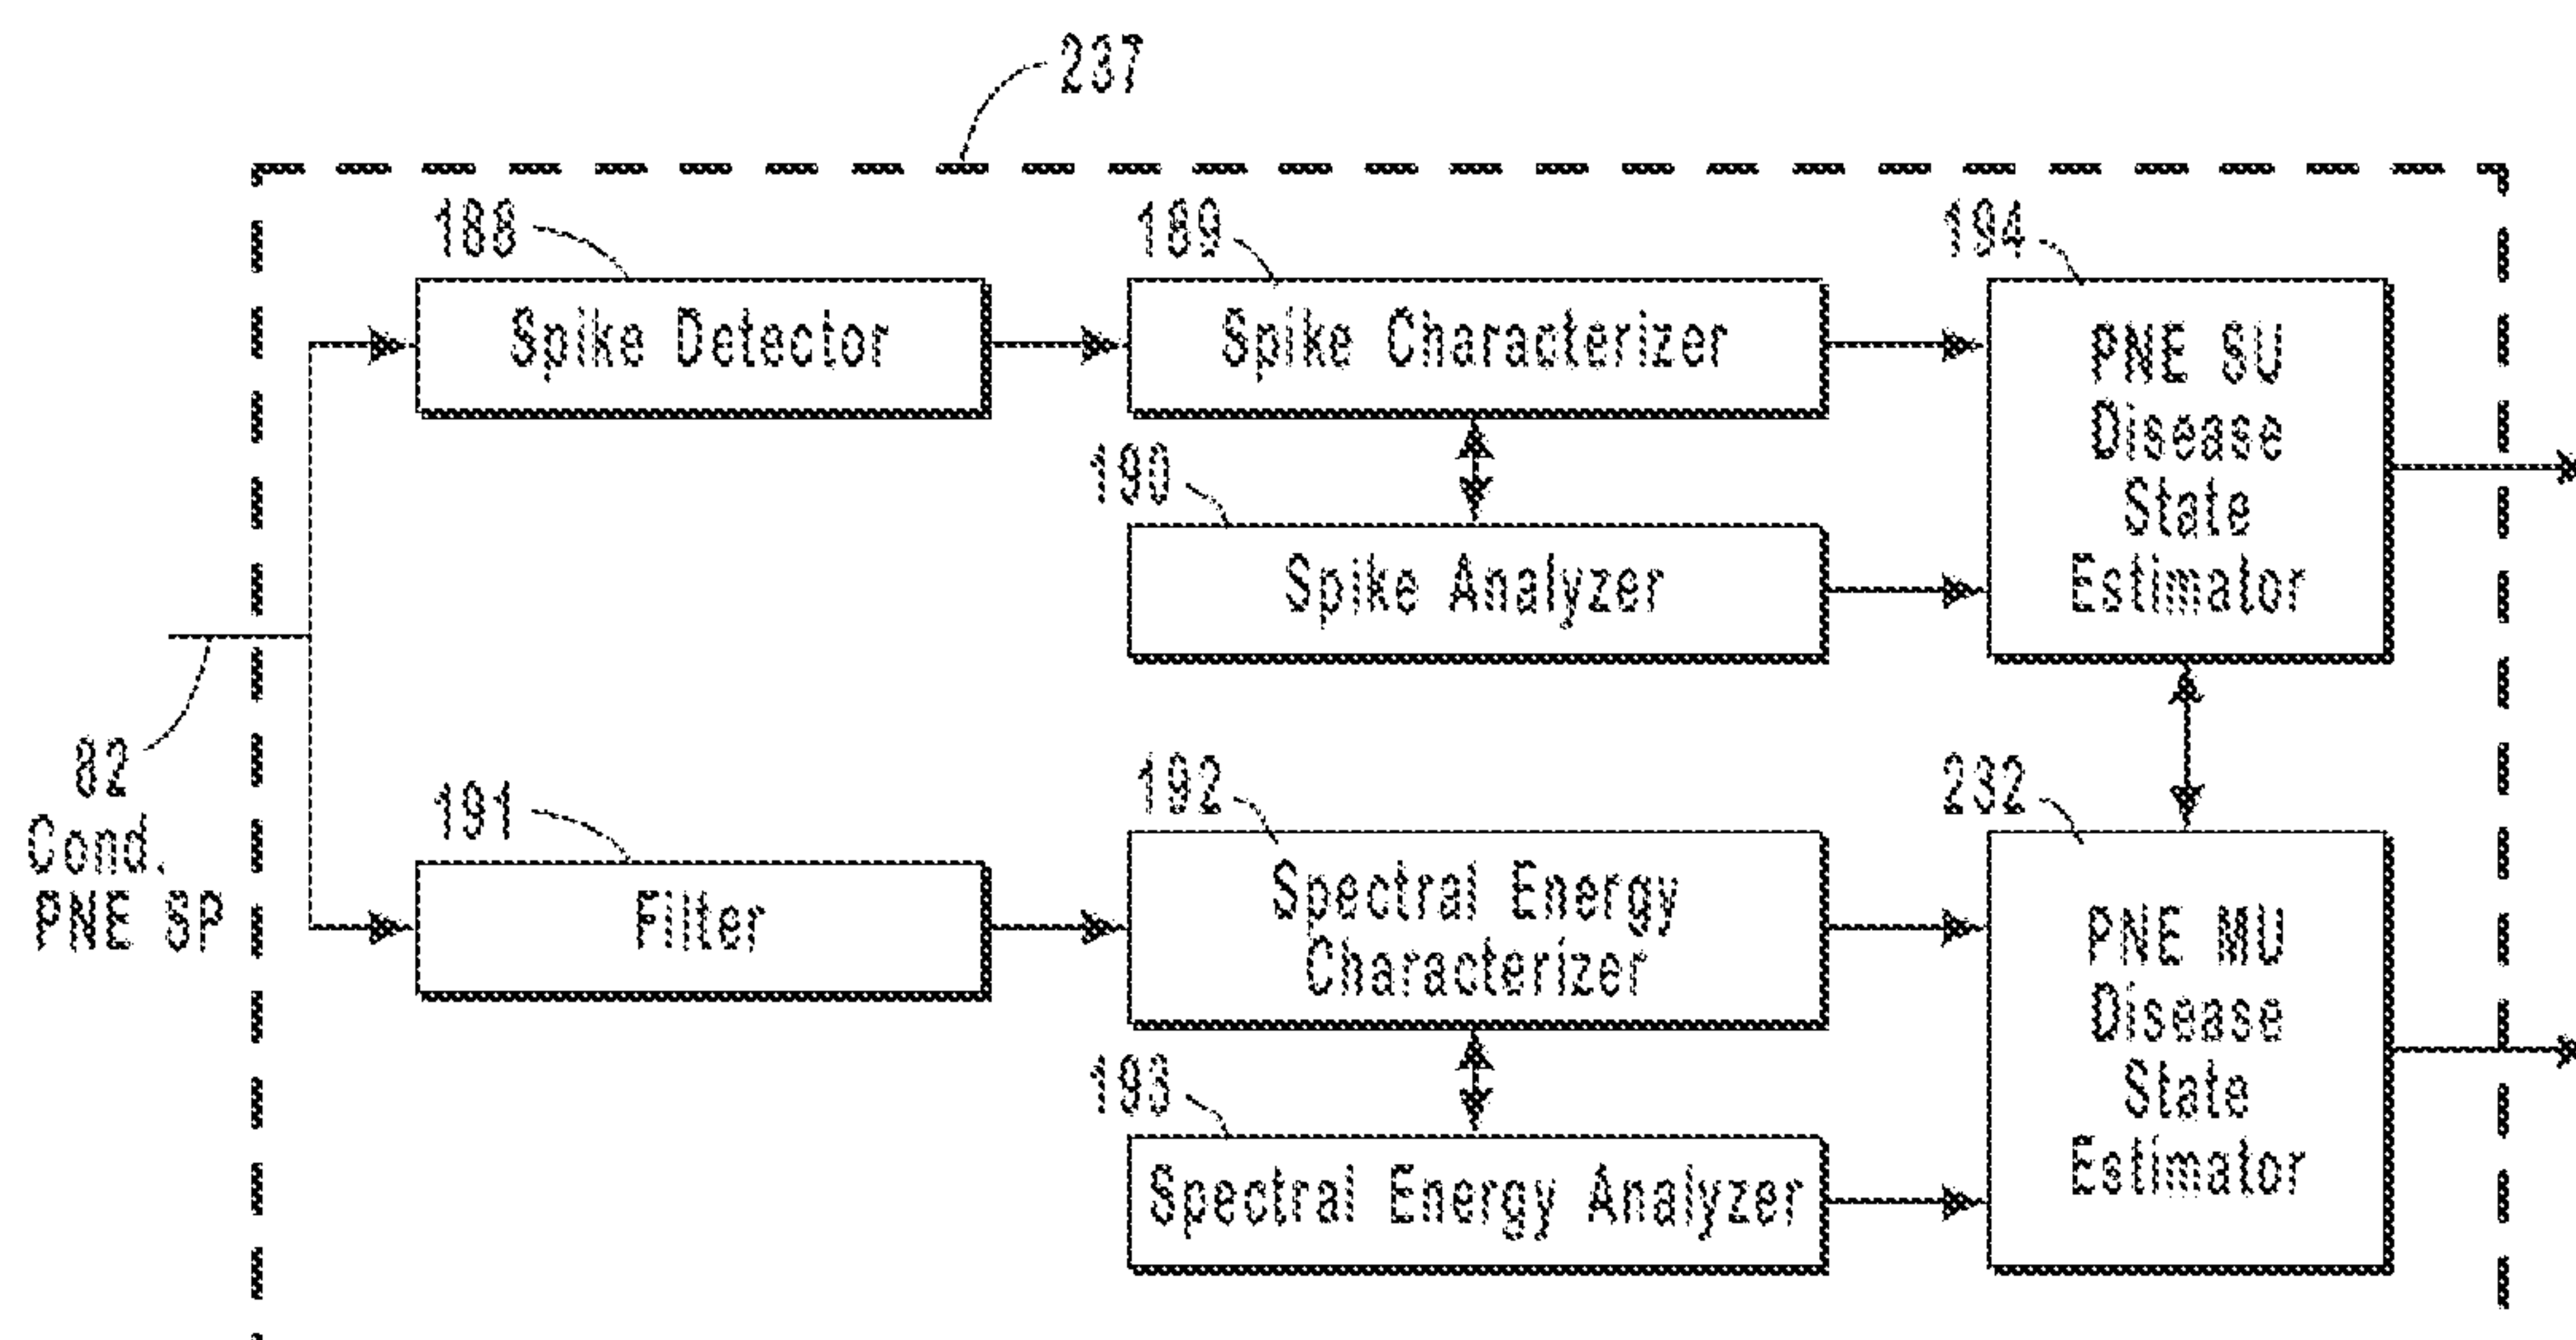 237
188
189
194
Spike Detector
Spike Characterizer
PNE SU
Disease
State
Estimator
190
Spike Analyzer
82
Cond.
PNE SP
191
192
232
Filter
Spectral Energy
Characterizer
PNE MU
Disease
State
Estimator
193
Spectral Energy Analyzer